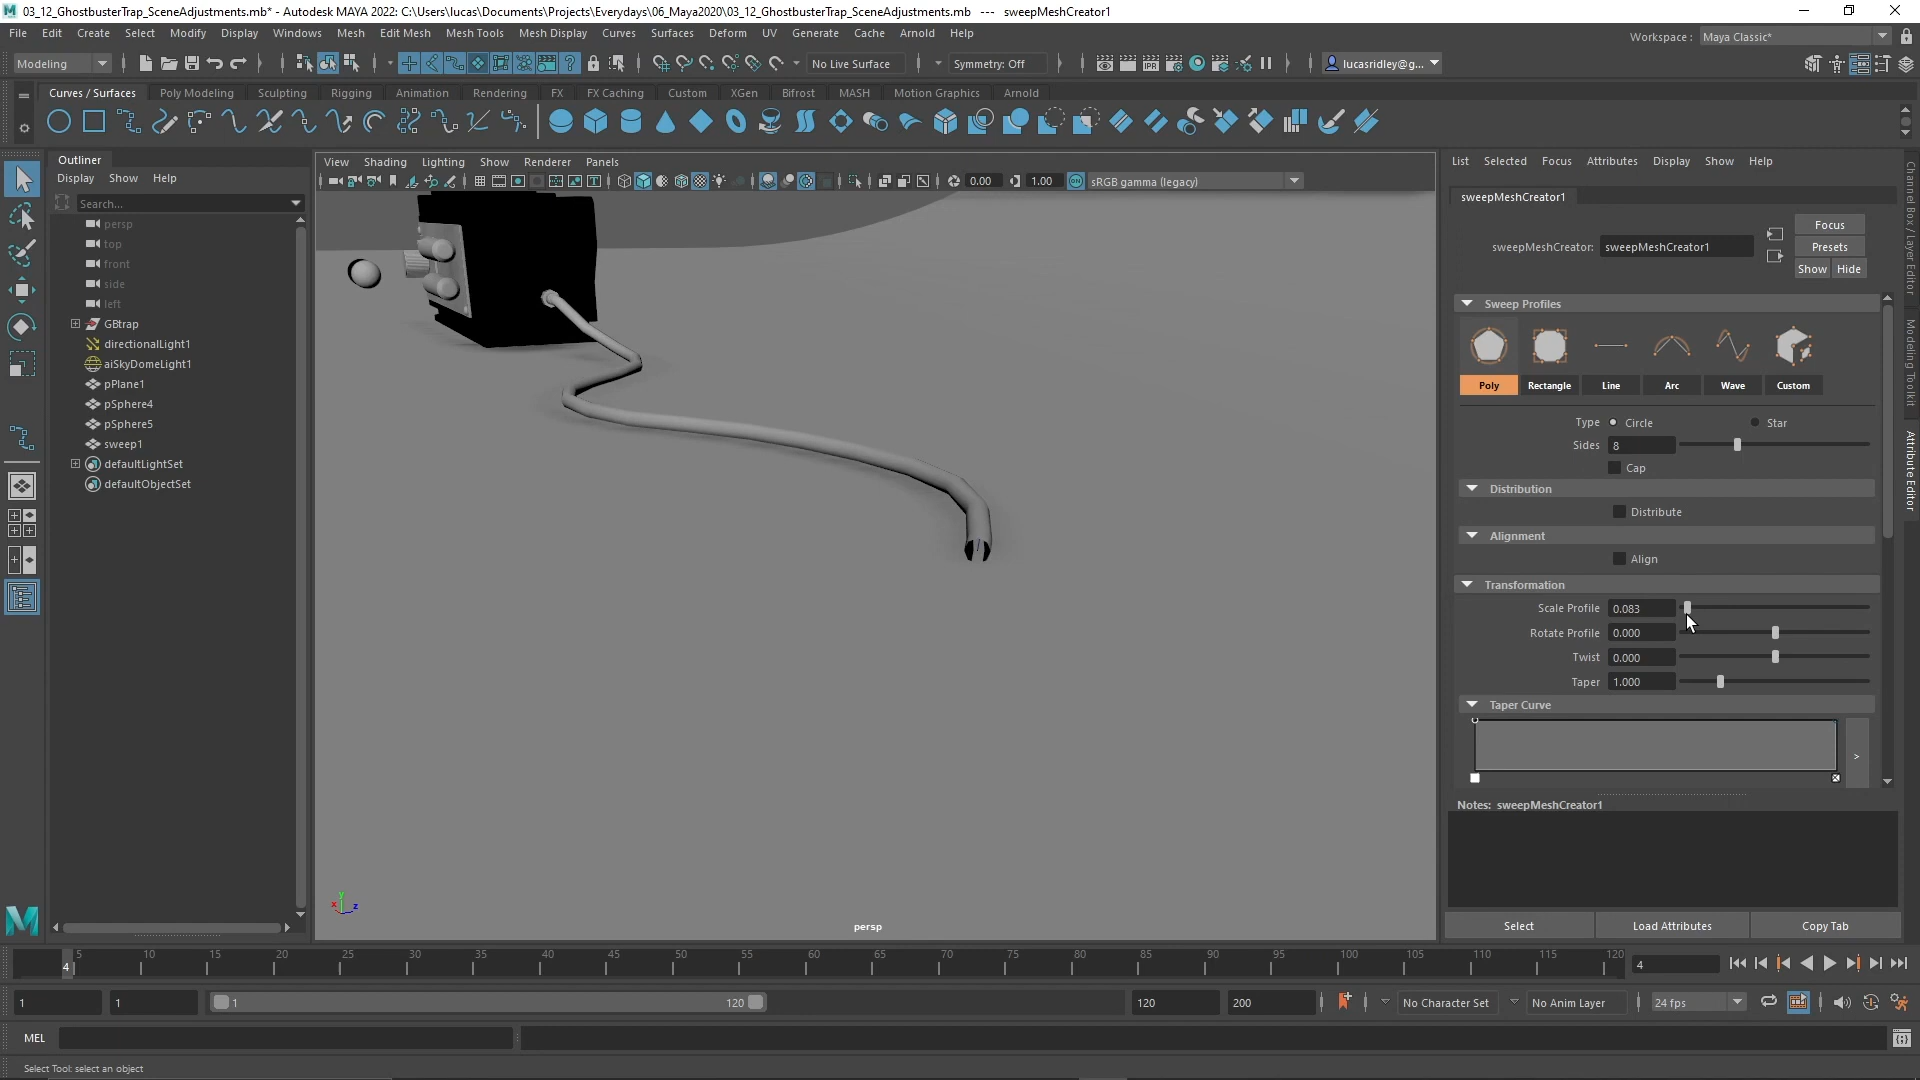 03_12_GhostbusterTrap_SceneAdjustments.mb* - Autodesk MAYA 2022: C:\Users\lucas\Documents\Projects\Everydays\06_Maya2020\03_12_GhostbusterTrap_SceneAdjustments.mb --- sweepMeshCreator1
File Edit Create Select Modify Display Windows Mesh Edit Mesh Mesh Tools Mesh Display Curves Surfaces Deform UV Generate Cache Arnold Help
Workspace : Maya Classic*
Modeling No Live Surface Symmetry: Off lucasridley@g...
Curves / Surfaces Poly Modeling Sculpting Rigging Animation Rendering FX FX Caching Custom XGen Bifrost MASH Motion Graphics Arnold
Outliner
Display Show Help
Search...
persp
top
front
side
left
GBtrap
directionalLight1
aiSkyDomeLight1
pPlane1
pSphere4
pSphere5
sweep1
defaultLightSet
defaultObjectSet
View Shading Lighting Show Renderer Panels
0.00 1.00 ON sRGB gamma (legacy)
y
x
z
persp
List Selected Focus Attributes Display Show Help
sweepMeshCreator1
sweepMeshCreator: sweepMeshCreator1
Focus
Presets
Show Hide
Sweep Profiles
Poly Rectangle Line Arc Wave Custom
Type Circle Star
Sides 8
Cap
Distribution
Distribute
Alignment
Align
Transformation
Scale Profile 0.083
Rotate Profile 0.000
Twist 0.000
Taper 1.000
Taper Curve
>
Notes: sweepMeshCreator1
Select Load Attributes Copy Tab
Channel Box / Layer Editor
Modeling Toolkit
Attribute Editor
4 5 10 15 20 25 30 35 40 45 50 55 60 65 70 75 80 85 90 95 100 105 110 115 120 4
1 1 1 120 120 200 No Character Set No Anim Layer 24 fps
MEL
Select Tool: select an object